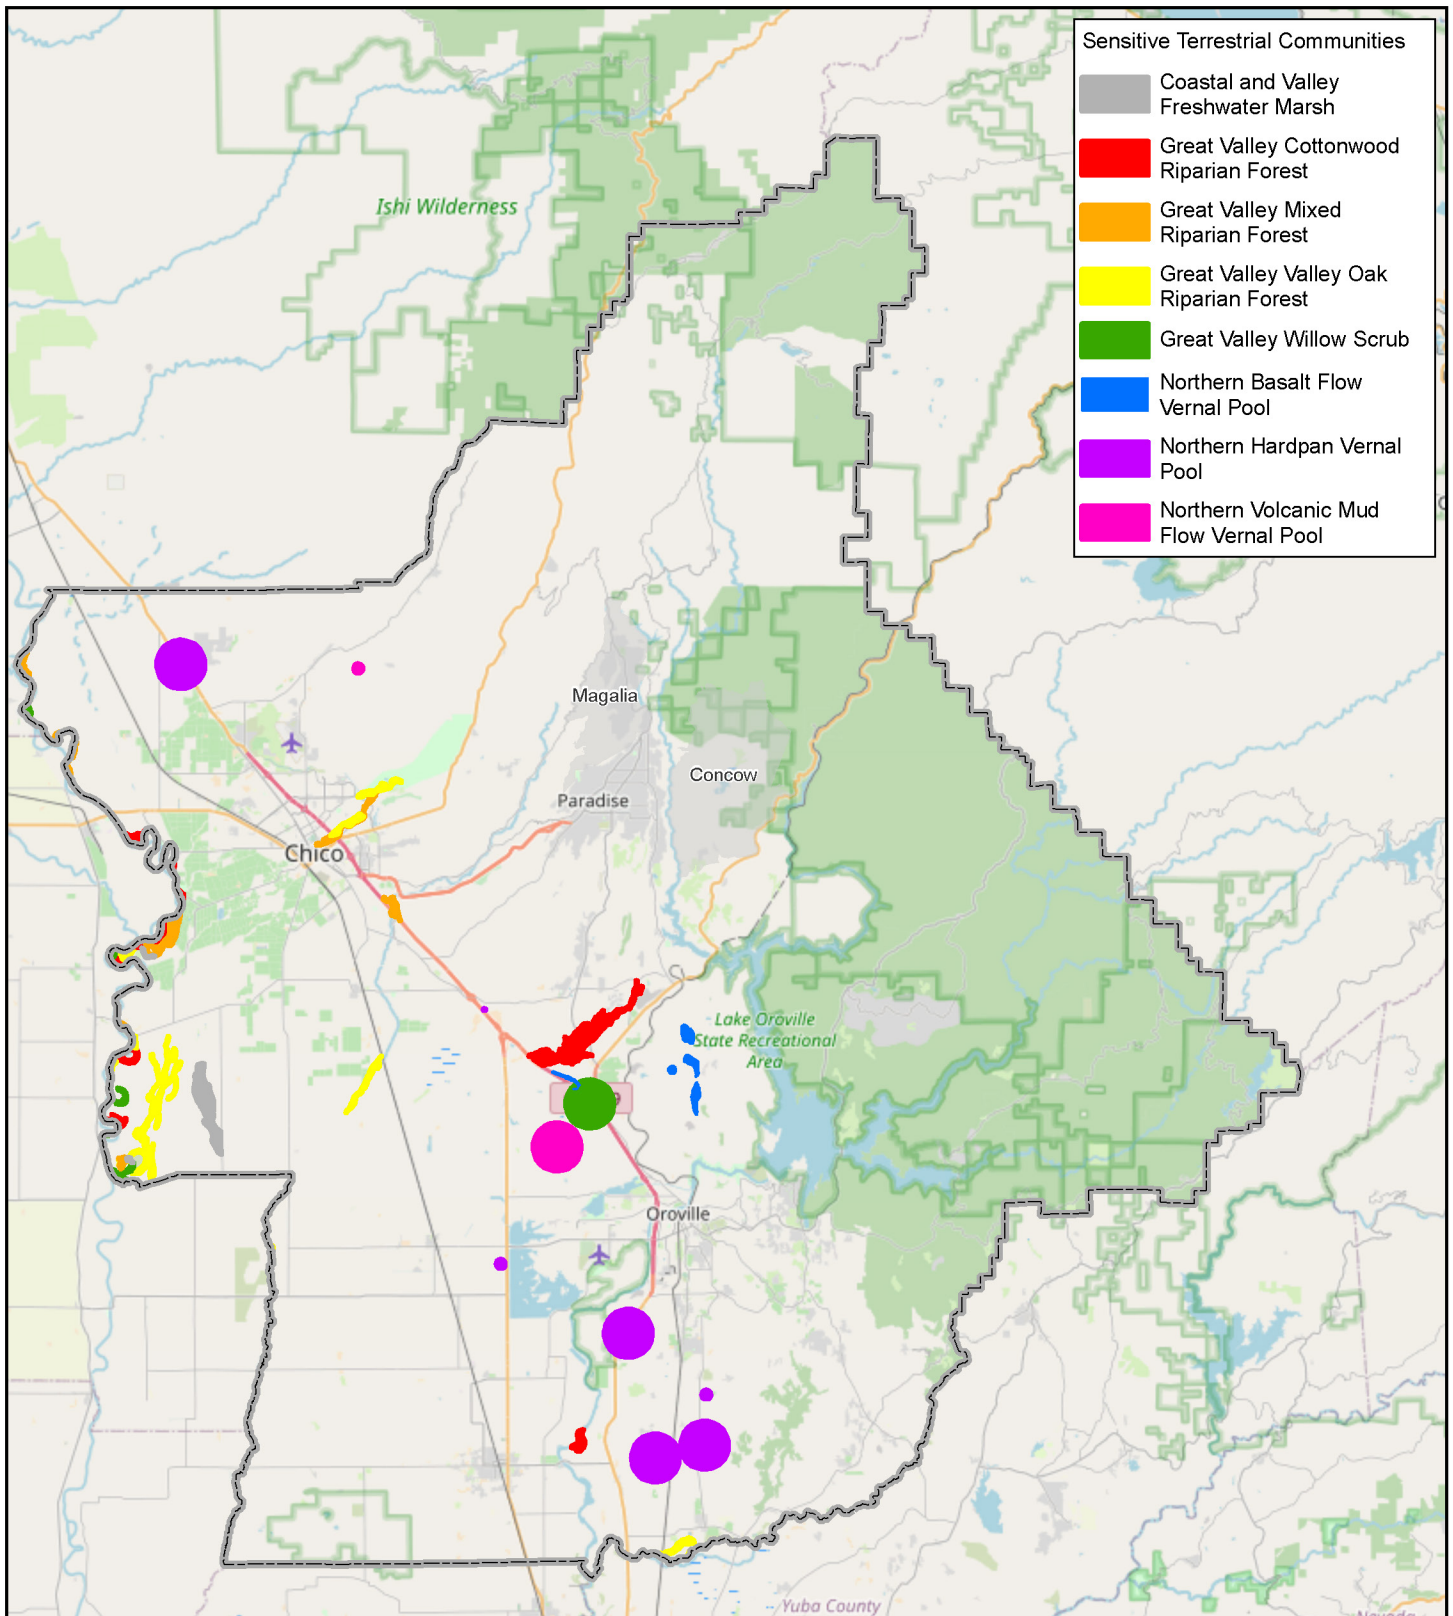 Sensitive Terrestrial Communities
Coastal and Valley
Freshwater Marsh
Great Valley Cottonwood
Riparian Forest
Great Valley Mixed
Riparian Forest
Great Valley Valley Oak
Riparian Forest
Great Valley Willow Scrub
Northern Basalt Flow
Vernal Pool
Northern Hardpan Vernal
Pool
Northern Volcanic Mud
Flow Vernal Pool
Ishi Wilderness
Magalia
Concow
Paradise
Chico
Lake Oroville
State Recreational
Area
Oroville
Yuba County